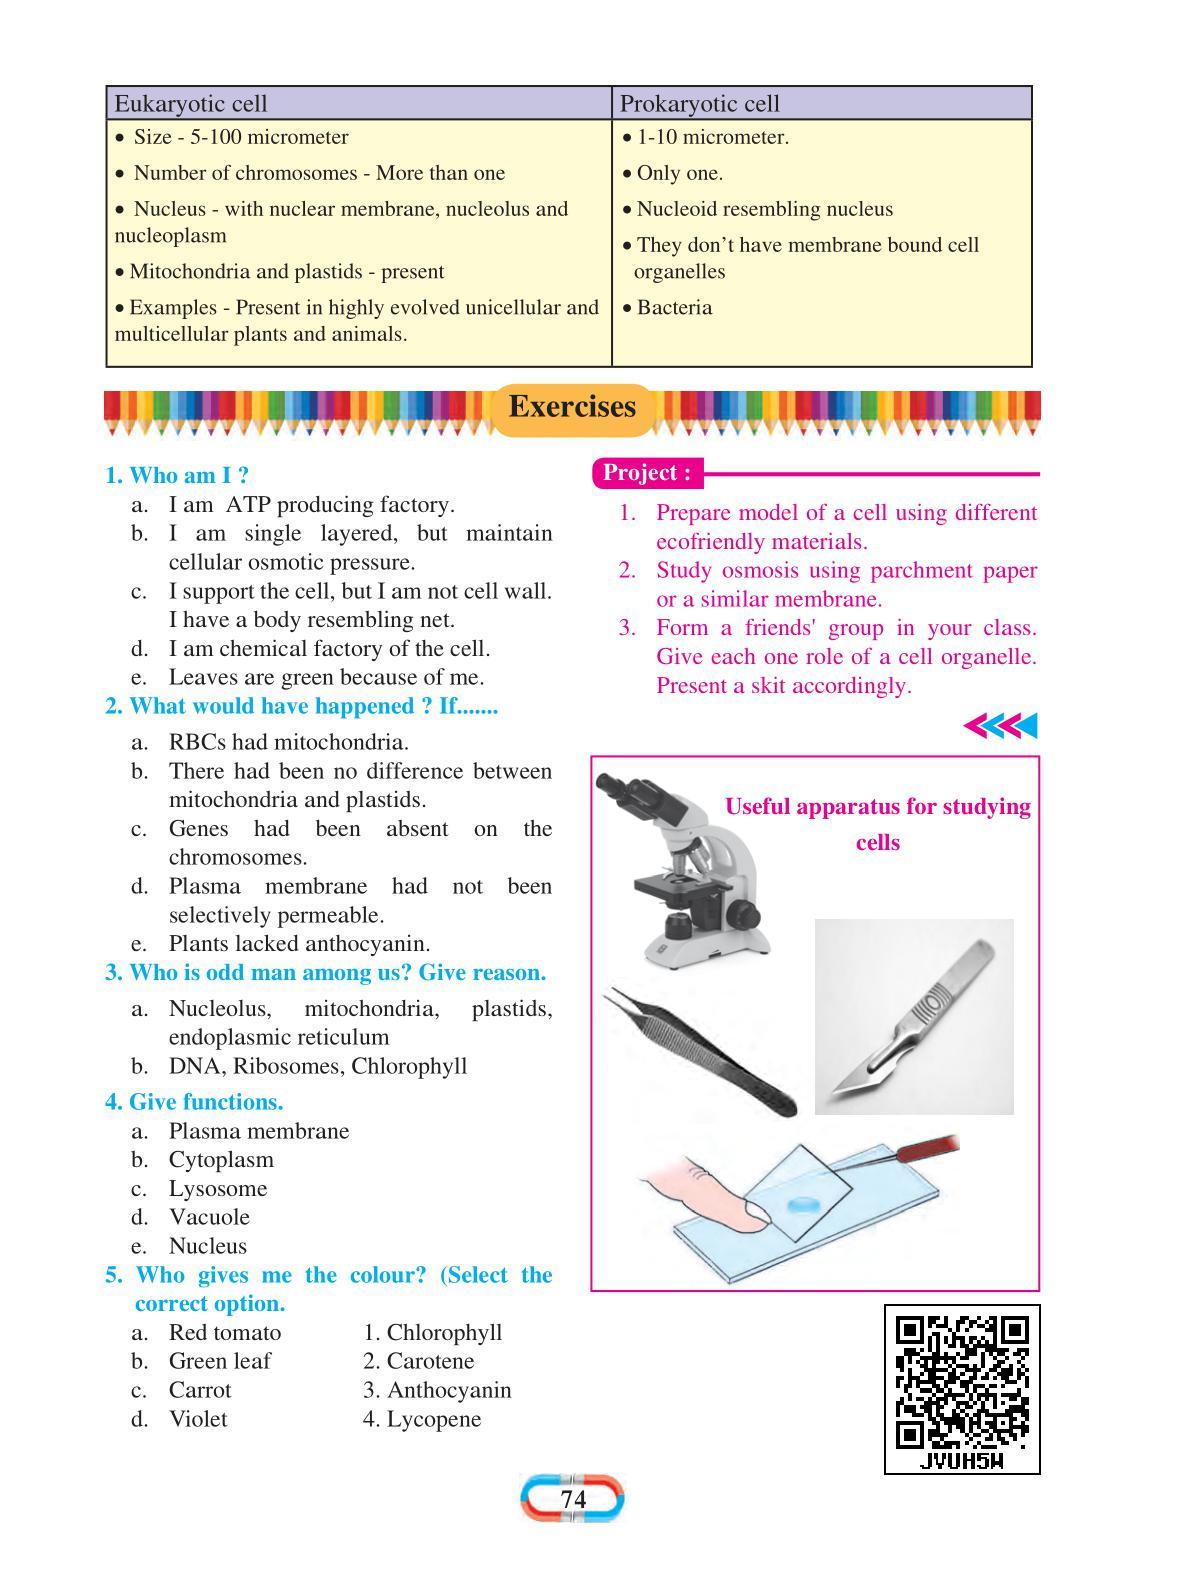 Eukaryotic cell
• Size - 5-100 micrometer
• Number of chromosomes - More than one
• Nucleus - with nuclear membrane, nucleolus and
nucleoplasm
• Mitochondria and plastids - present
• Examples - Present in highly evolved unicellular and
multicellular plants and animals.
Prokaryotic cell
• 1-10 micrometer.
• Only one.
• Nucleoid resembling nucleus
• They don't have membrane bound cell
organelles
• Bacteria
Exercises
1. Who am I ?
a. I am ATP producing factory.
b. I am single layered, but maintain
cellular osmotic pressure.
c. I support the cell, but I am not cell wall.
I have a body resembling net.
d. I am chemical factory of the cell.
e. Leaves are green because of me.
2. What would have happened ? If.......
a. RBCs had mitochondria.
b. There had been no difference between
mitochondria and plastids.
c. Genes had been absent on the
chromosomes.
d. Plasma membrane had not been
selectively permeable.
e. Plants lacked anthocyanin.
3. Who is odd man among us? Give reason.
a. Nucleolus, mitochondria, plastids,
endoplasmic reticulum
b. DNA, Ribosomes, Chlorophyll
4. Give functions.
a. Plasma membrane
b. Cytoplasm
c. Lysosome
d. Vacuole
e. Nucleus
5. Who gives me the colour? (Select the
correct option.
a. Red tomato 1. Chlorophyll
b. Green leaf 2. Carotene
c. Carrot 3. Anthocyanin
d. Violet 4. Lycopene
Project :
1. Prepare model of a cell using different
ecofriendly materials.
2. Study osmosis using parchment paper
or a similar membrane.
3. Form a friends' group in your class.
Give each one role of a cell organelle.
Present a skit accordingly.
Useful apparatus for studying
cells
JVUH5W
74